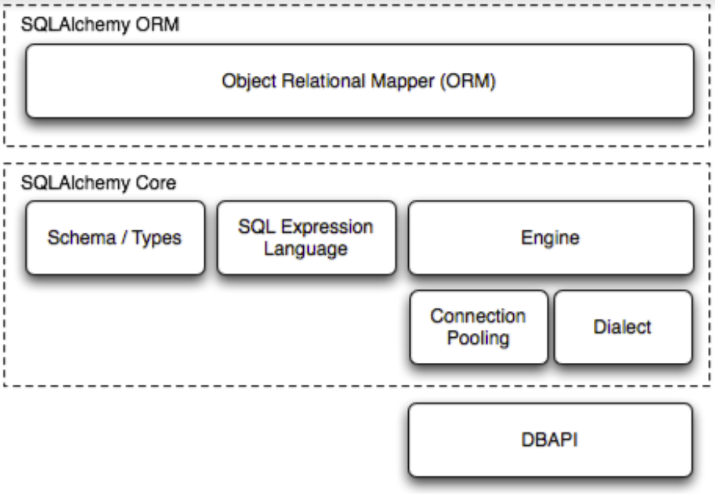 SQLAlchemy ORM
Object Relational Mapper (ORM)
SQLAlchemy Core
Schema / Types
SQL Expression
Language
Engine
Connection
Pooling
Dialect
DBAPI